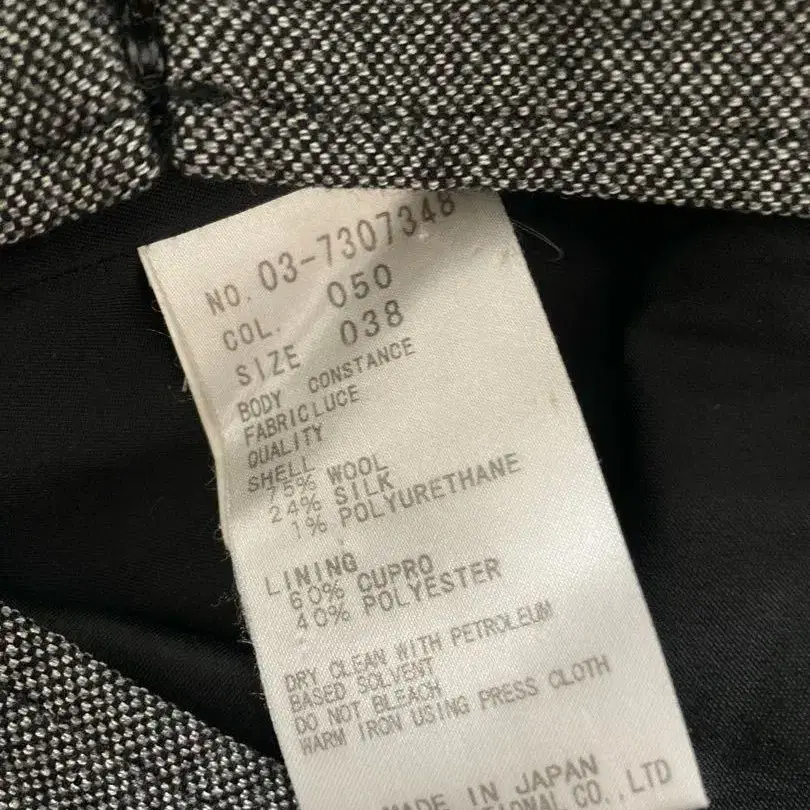 NO. 03-7307348
COL. 050
SIZE 038
BODY CONSTANCE
FABRICLUCE
QUALITY
SHELL
75% WOOL
24% SILK
1% POLYURETHANE
LINING
60% CUPRO
40% POLYESTER
DRY CLEAN WITH PETROLEUM
BASED SOLVENT
DO NOT BLEACH
WARM IRON USING PRESS CLOTH
MADE IN JAPAN
CO.,LTD